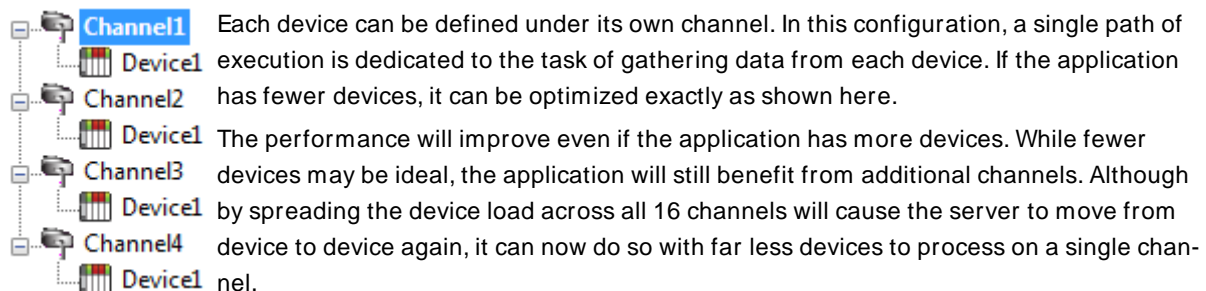 Channel1
Device1
Channel2
Device1
Channel3
Device1
Channel4
Device1
Each device can be defined under its own channel. In this configuration, a single path of
execution is dedicated to the task of gathering data from each device. If the application
has fewer devices, it can be optimized exactly as shown here.
The performance will improve even if the application has more devices. While fewer
devices may be ideal, the application will still benefit from additional channels. Although
by spreading the device load across all 16 channels will cause the server to move from
device to device again, it can now do so with far less devices to process on a single chan-
nel.